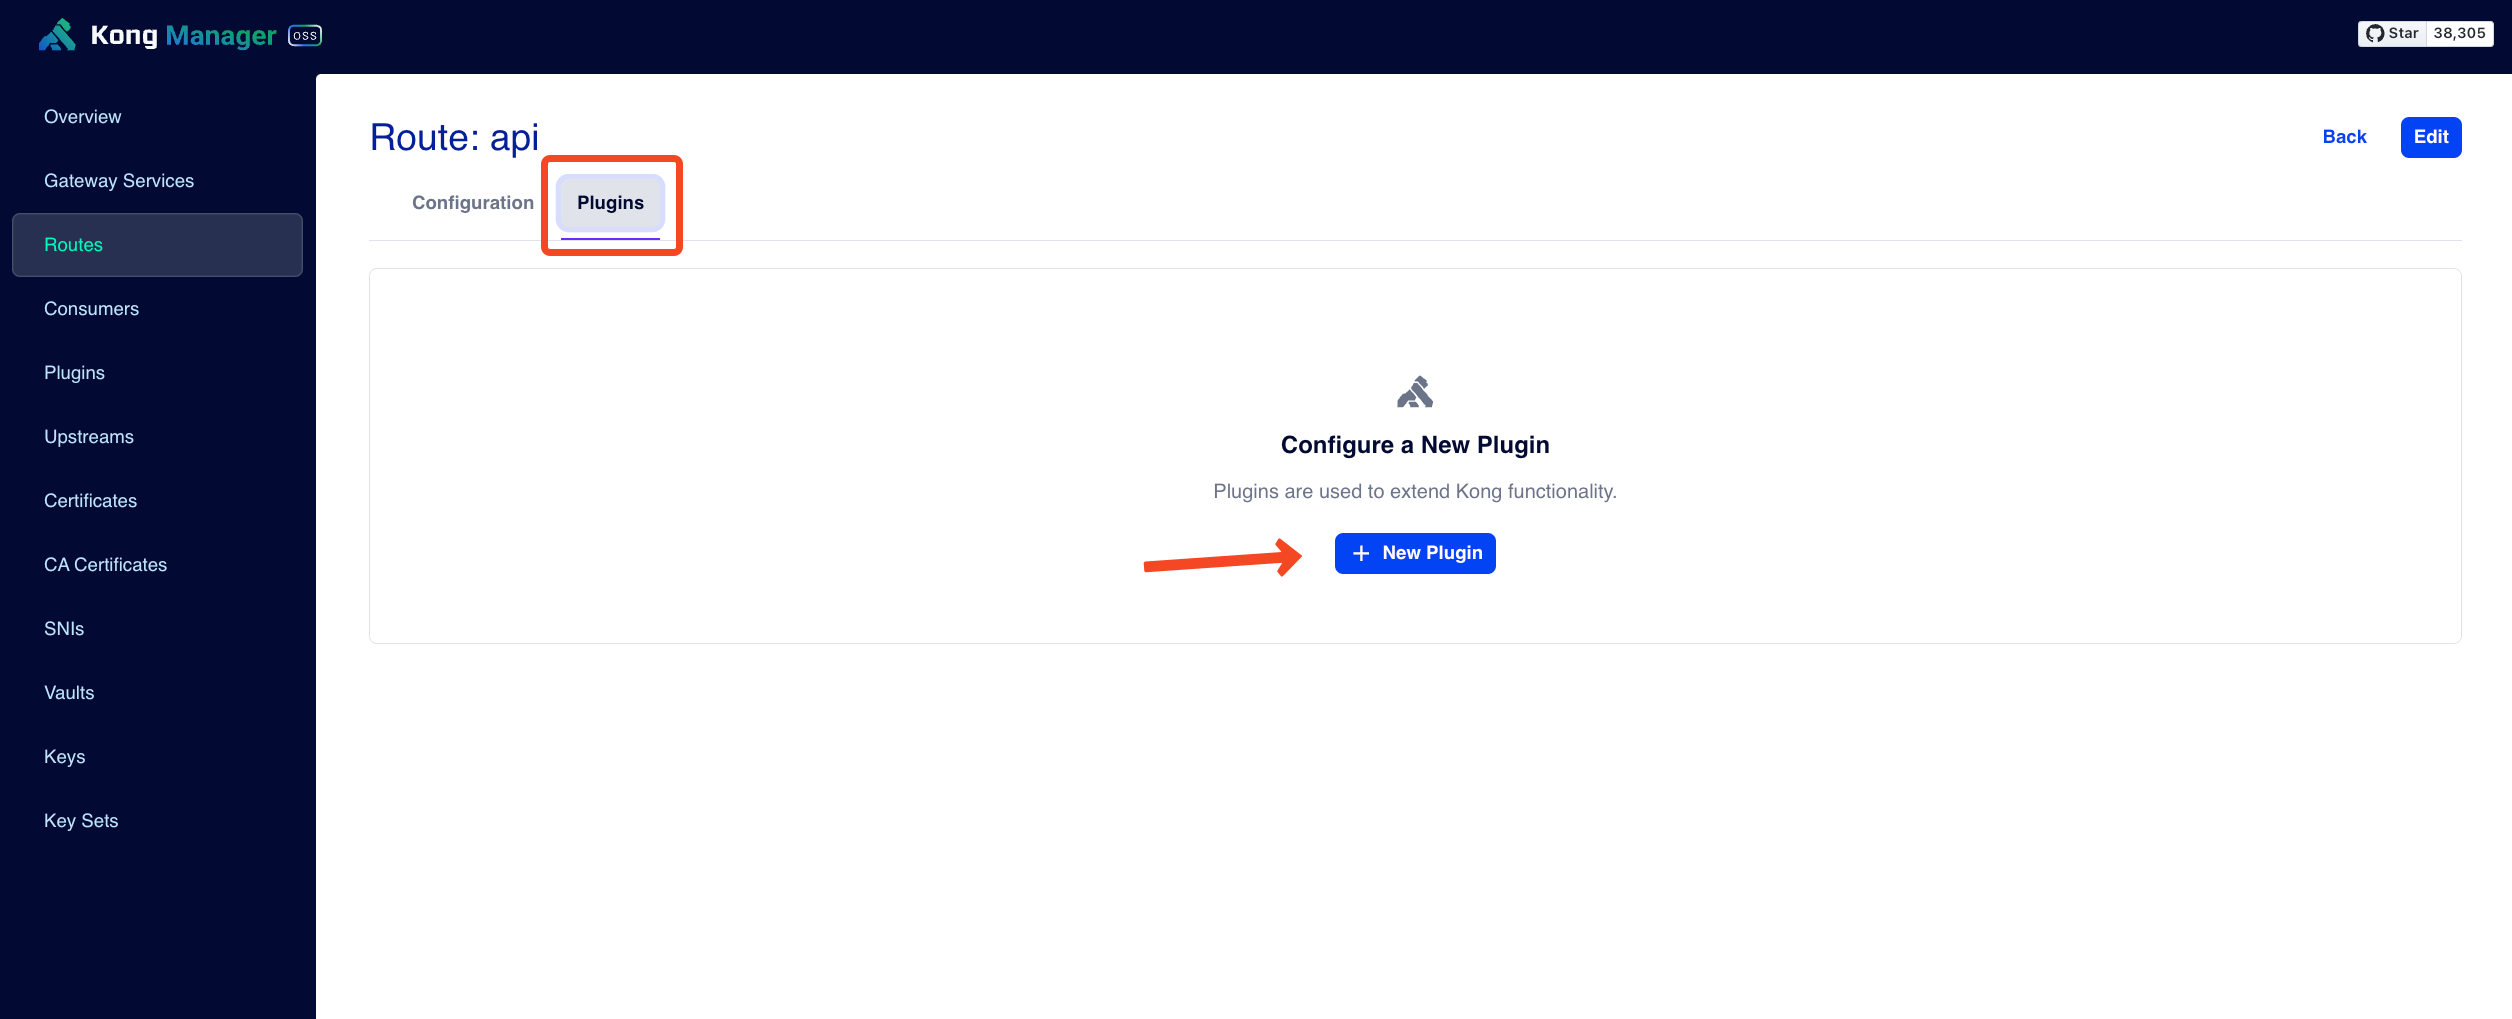 Kong Manager OSS
Star 38,305
Overview
Gateway Services
Routes
Consumers
Plugins
Upstreams
Certificates
CA Certificates
SNIs
Vaults
Keys
Key Sets
Route: api
Back
Edit
Configuration
Plugins
Configure a New Plugin
Plugins are used to extend Kong functionality.
+ New Plugin